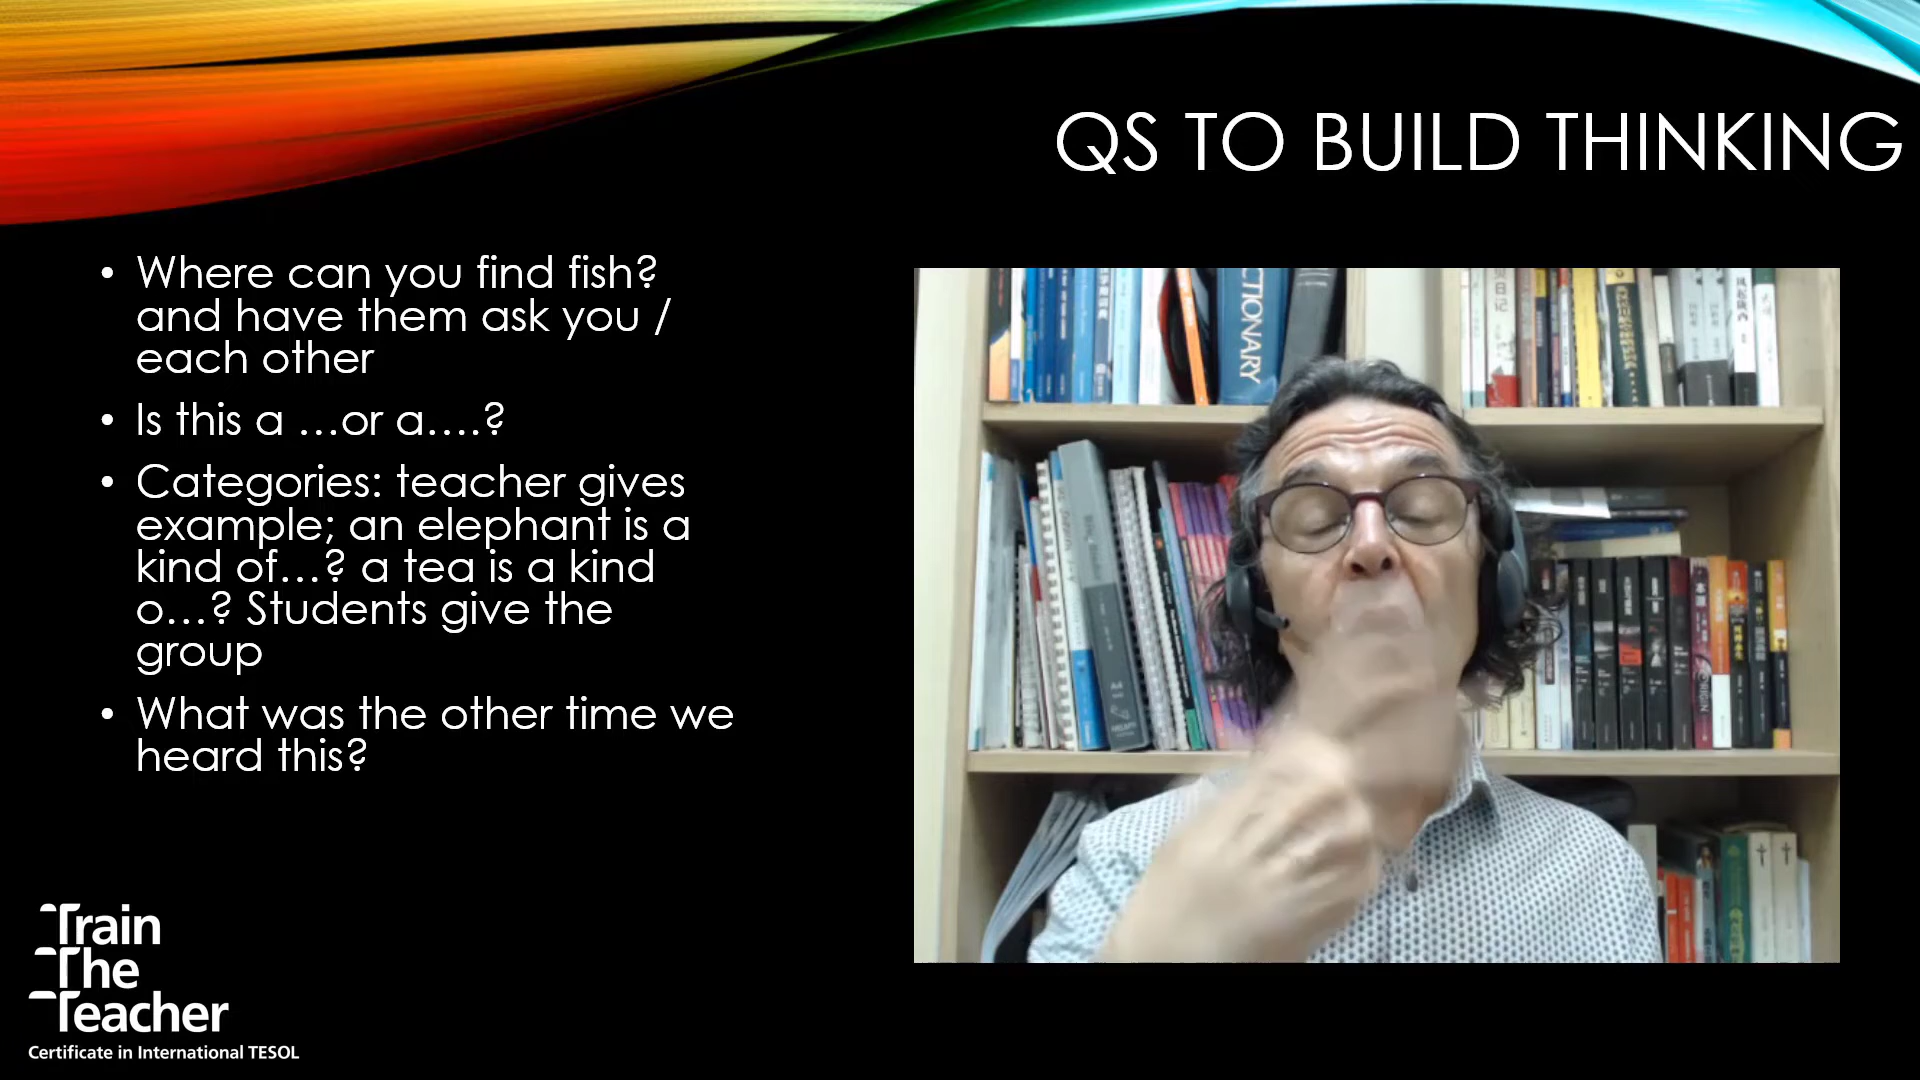 QS TO BUILD THINKING
• Where can you find fish?
and have them ask you /
each other
• Is this a …or a….?
• Categories: teacher gives
example; an elephant is a
kind of…? a tea is a kind
o…? Students give the
group
• What was the other time we
heard this?
CTIONARY
Train
The
Teacher
Certificate in International TESOL